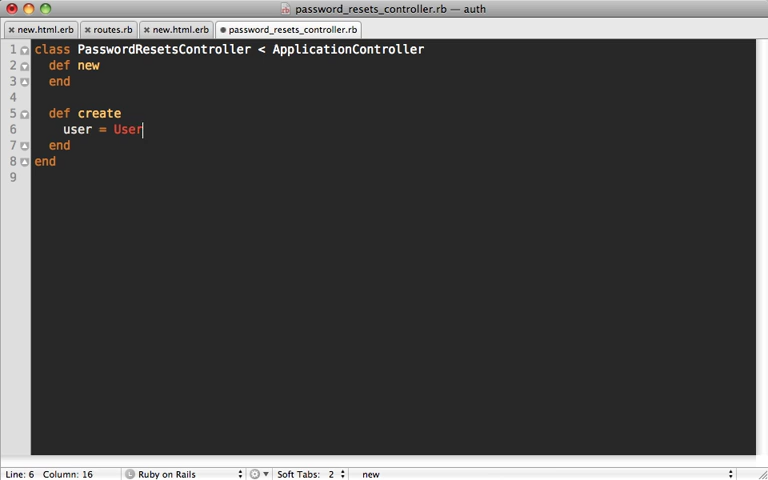 password_resets_controller.rb — auth
new.html.erb routes.rb new.html.erb password_resets_controller.rb
1 class PasswordResetsController < ApplicationController
2 def new
3 end
4
5 def create
6 user = User
7 end
8 end
9
Line: 6 Column: 16 L Ruby on Rails Soft Tabs: 2 new